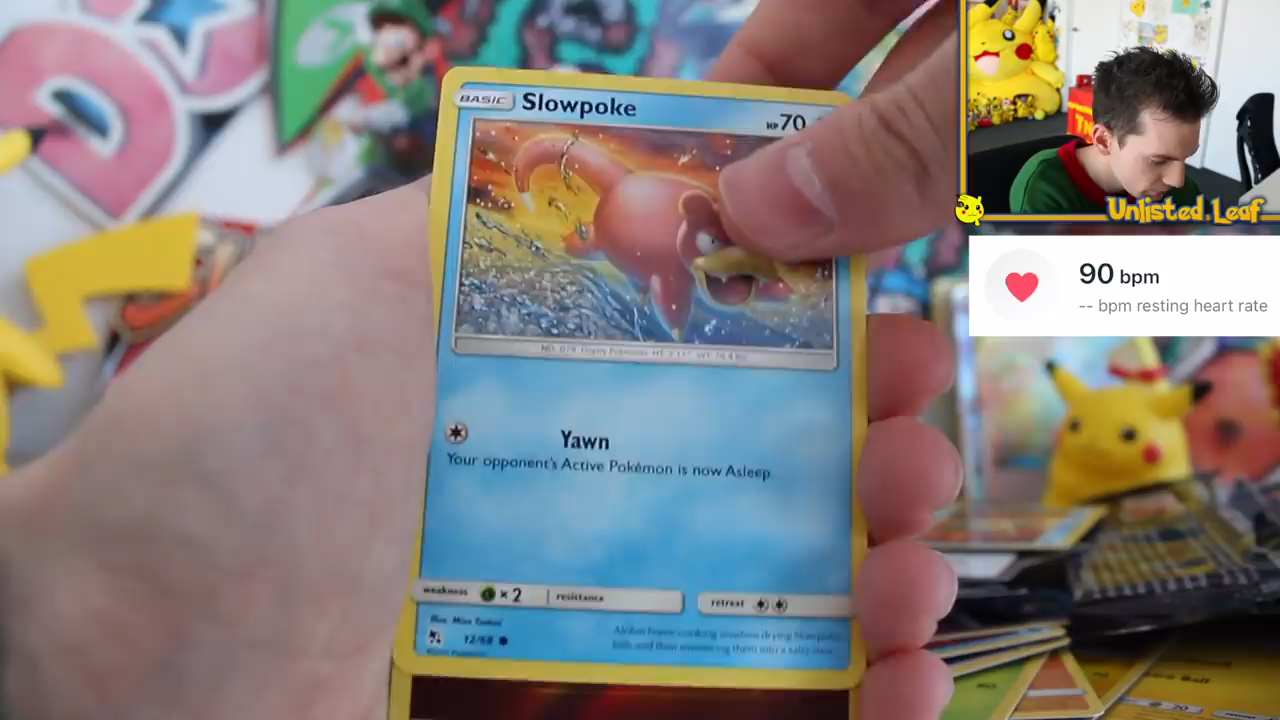 BASIC Slowpoke HP 70
Yawn
Your opponent's Active Pokémon is now Asleep.
weakness × 2 resistance retreat
12/68
Unlisted Leaf
90 bpm
-- bpm resting heart rate